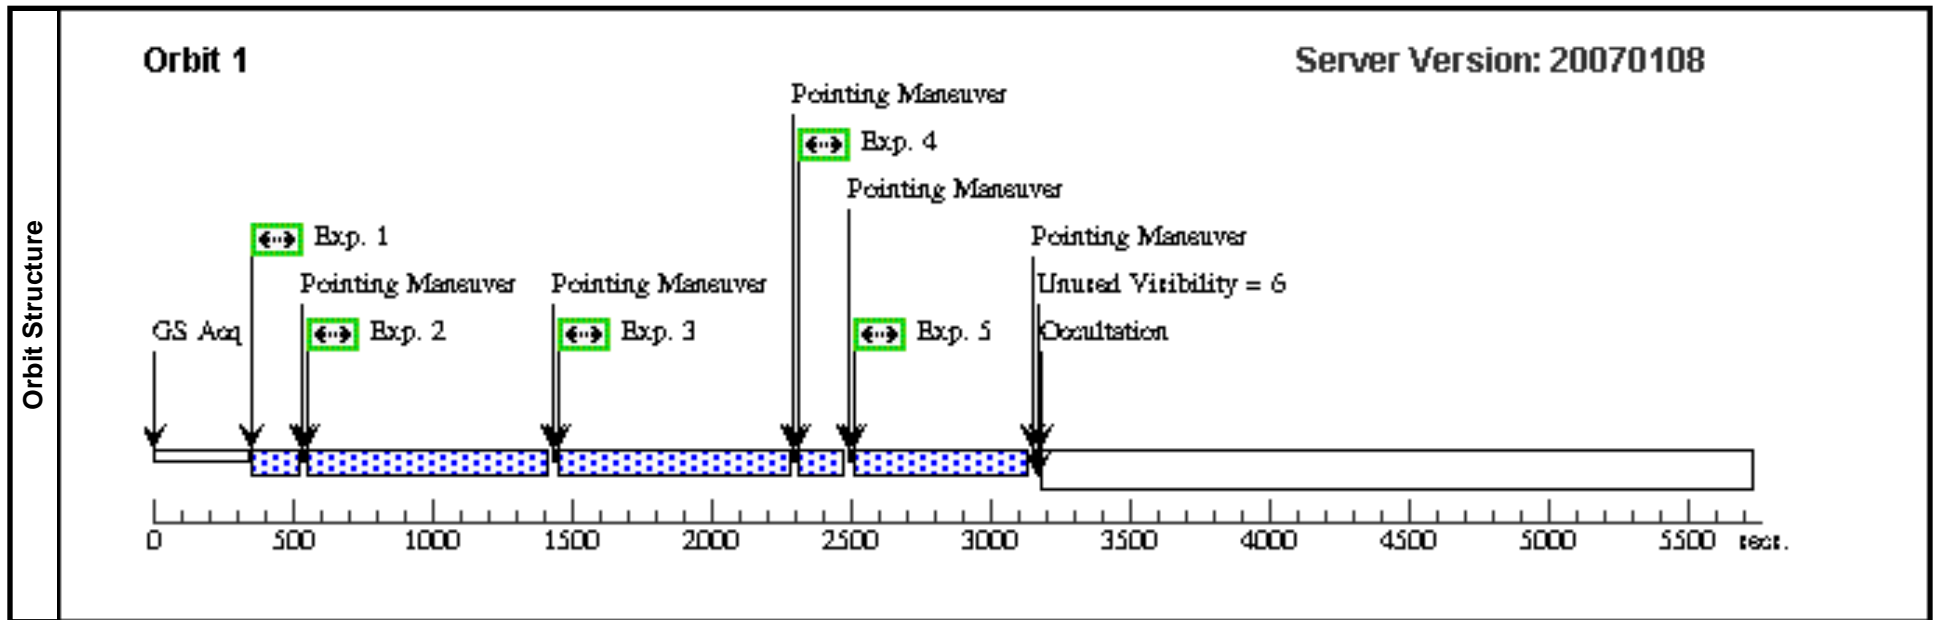 Orbit Structure
Orbit 1
Server Version: 20070108
Pointing Maneuver
Exp. 4
Pointing Maneuver
Exp. 1
Pointing Maneuver
Pointing Maneuver
Pointing Maneuver
Unused Visibility = 6
GS Acq
Exp. 2
Exp. 3
Exp. 5
Occultation
0 500 1000 1500 2000 2500 3000 3500 4000 4500 5000 5500 secs.